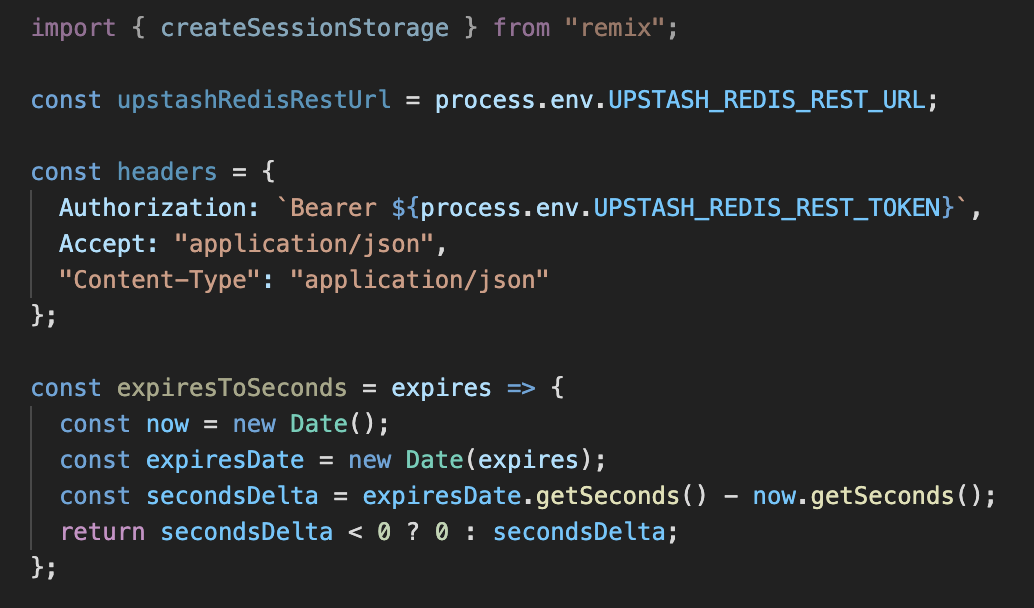 import { createSessionStorage } from "remix";
const upstashRedisRestUrl = process.env.UPSTASH_REDIS_REST_URL;
const headers = {
  Authorization: `Bearer ${process.env.UPSTASH_REDIS_REST_TOKEN}`,
  Accept: "application/json",
  "Content-Type": "application/json"
};
const expiresToSeconds = expires => {
  const now = new Date();
  const expiresDate = new Date(expires);
  const secondsDelta = expiresDate.getSeconds() - now.getSeconds();
  return secondsDelta < 0 ? 0 : secondsDelta;
};